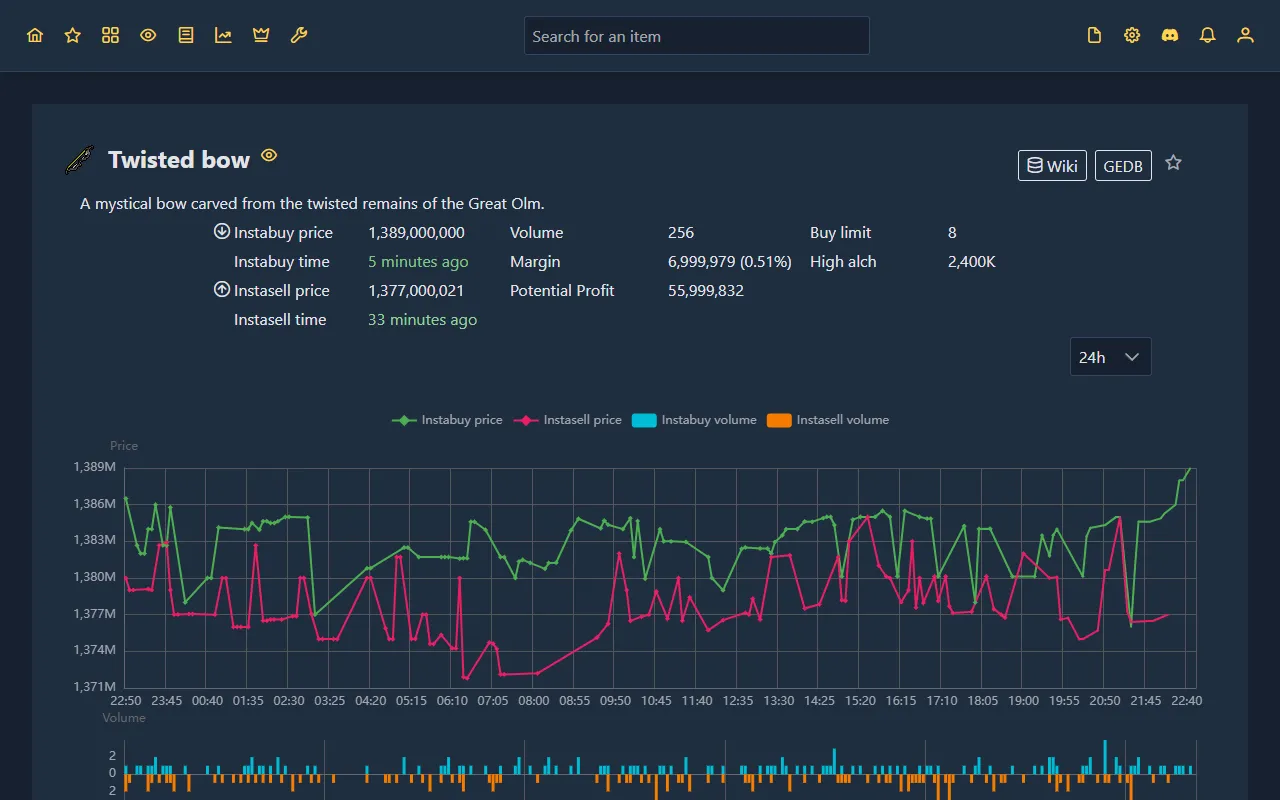 Search for an item
Twisted bow
Wiki GEDB
A mystical bow carved from the twisted remains of the Great Olm.
Instabuy price 1,389,000,000 Volume 256 Buy limit 8
Instabuy time 5 minutes ago Margin 6,999,979 (0.51%) High alch 2,400K
Instasell price 1,377,000,021 Potential Profit 55,999,832
Instasell time 33 minutes ago
24h
Instabuy price Instasell price Instabuy volume Instasell volume
Price
1,389M
1,386M
1,383M
1,380M
1,377M
1,374M
1,371M
22:50 23:45 00:40 01:35 02:30 03:25 04:20 05:15 06:10 07:05 08:00 08:55 09:50 10:45 11:40 12:35 13:30 14:25 15:20 16:15 17:10 18:05 19:00 19:55 20:50 21:45 22:40
Volume
2
0
2